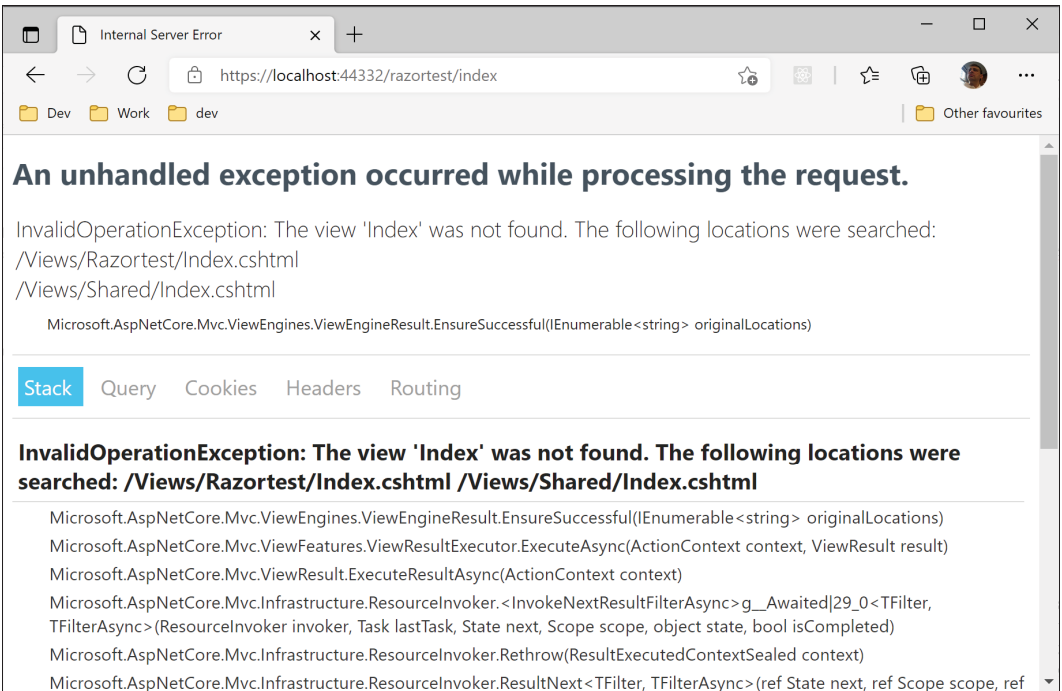 Internal Server Error
https://localhost:44332/razortest/index
Dev Work dev Other favourites
An unhandled exception occurred while processing the request.
InvalidOperationException: The view 'Index' was not found. The following locations were searched:
/Views/Razortest/Index.cshtml
/Views/Shared/Index.cshtml
Microsoft.AspNetCore.Mvc.ViewEngines.ViewEngineResult.EnsureSuccessful(IEnumerable<string> originalLocations)
Stack Query Cookies Headers Routing
InvalidOperationException: The view 'Index' was not found. The following locations were
searched: /Views/Razortest/Index.cshtml /Views/Shared/Index.cshtml
Microsoft.AspNetCore.Mvc.ViewEngines.ViewEngineResult.EnsureSuccessful(IEnumerable<string> originalLocations)
Microsoft.AspNetCore.Mvc.ViewFeatures.ViewResultExecutor.ExecuteAsync(ActionContext context, ViewResult result)
Microsoft.AspNetCore.Mvc.ViewResult.ExecuteResultAsync(ActionContext context)
Microsoft.AspNetCore.Mvc.Infrastructure.ResourceInvoker.<InvokeNextResultFilterAsync>g__Awaited|29_0<TFilter,
TFilterAsync>(ResourceInvoker invoker, Task lastTask, State next, Scope scope, object state, bool isCompleted)
Microsoft.AspNetCore.Mvc.Infrastructure.ResourceInvoker.Rethrow(ResultExecutedContextSealed context)
Microsoft.AspNetCore.Mvc.Infrastructure.ResourceInvoker.ResultNext<TFilter, TFilterAsync>(ref State next, ref Scope scope, ref